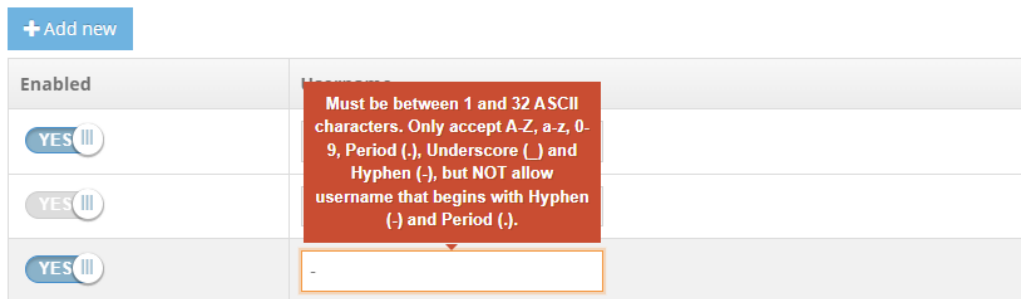 Add new
Enabled
Must be between 1 and 32 ASCII
characters. Only accept A-Z, a-z, 0-
9, Period (.), Underscore (_) and
Hyphen (-), but NOT allow
username that begins with Hyphen
(-) and Period (.).
YES
YES
YES
-